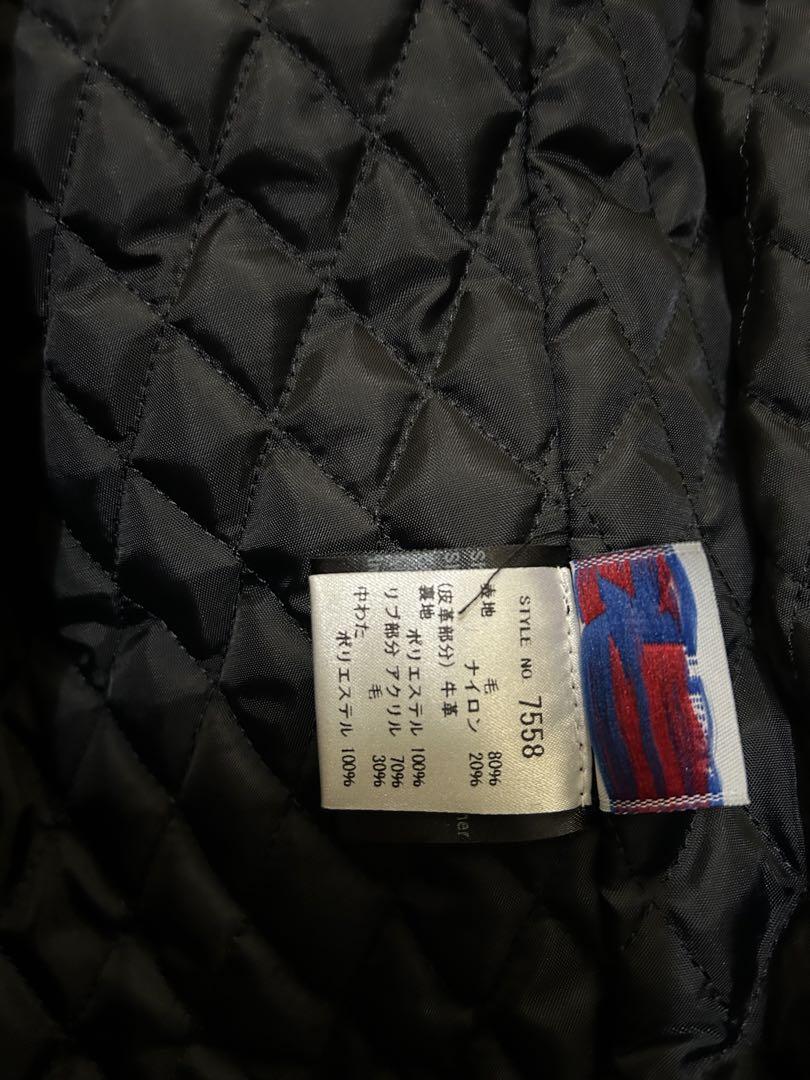 STYLE NO 7558
表地 毛 80%
ナイロン 20%
(皮革部分) 牛革
裏地 ポリエステル 100%
リブ部分 アクリル 70%
毛 30%
中わた ポリエステル 100%